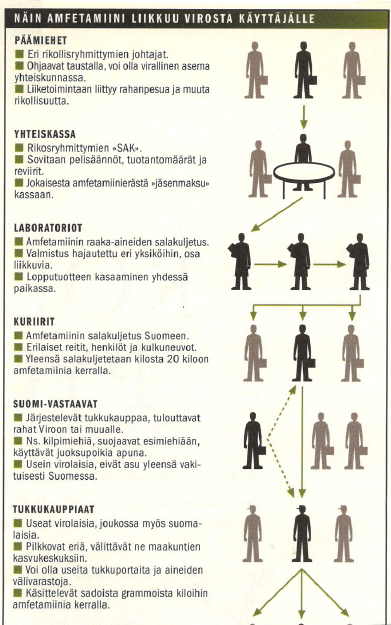 NÄIN AMFETAMIINI LIIKKUU VIROSTA KÄYTTÄJÄLLE
PÄÄMIEHET
Eri rikollisryhmittymien johtajat.
Ohjaavat taustalla, voi olla virallinen asema
yhteiskunnassa.
Liiketoimintaan liittyy rahanpesua ja muuta
rikollisuutta.
YHTEISKASSA
Rikosryhmittymien »SAK».
Sovitaan pelisäännöt, tuotantomäärät ja
reviirit.
Jokaisesta amfetamiinierästä »jäsenmaksu»
kassaan.
LABORATORIOT
Amfetamiinin raaka-aineiden salakuljetus.
Valmistus hajautettu eri yksiköihin, osa
liikkuvia.
Lopputuotteen kasaaminen yhdessä
paikassa.
KURIIRIT
Amfetamiinin salakuljetus Suomeen.
Erilaiset reitit, henkilöt ja kulkuneuvot.
Yleensä salakuljetetaan kilosta 20 kiloon
amfetamiinia kerralla.
SUOMI-VASTAAVAT
Järjestelevät tukkukauppaa, tulouttavat
rahat Viroon tai muualle.
Ns. kilpimiehiä, suojaavat esimiehiään,
käyttävät juoksupoikia apuna.
Usein virolaisia, eivät asu yleensä vaki-
tuisesti Suomessa.
TUKKUKAUPPIAAT
Useat virolaisia, joukossa myös suoma-
laisia.
Pilkkovat eriä, välittävät ne maakuntien
kasvukeskuksiin.
Voi olla useita tukkuportaita ja aineiden
välivarastoja.
Käsittelevät sadoista grammoista kiloihin
amfetamiinia kerralla.